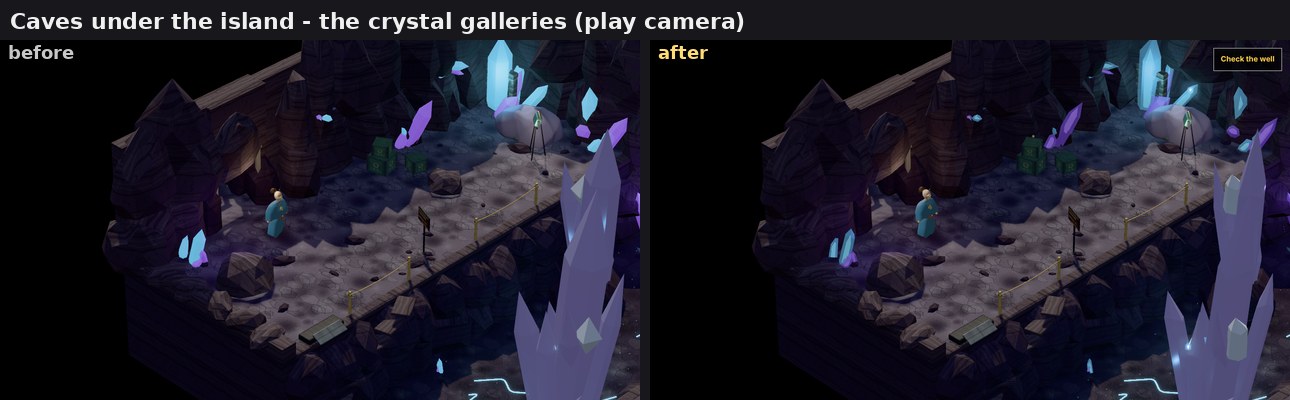 Caves under the island - the crystal galleries (play camera)
before
after
Check the well